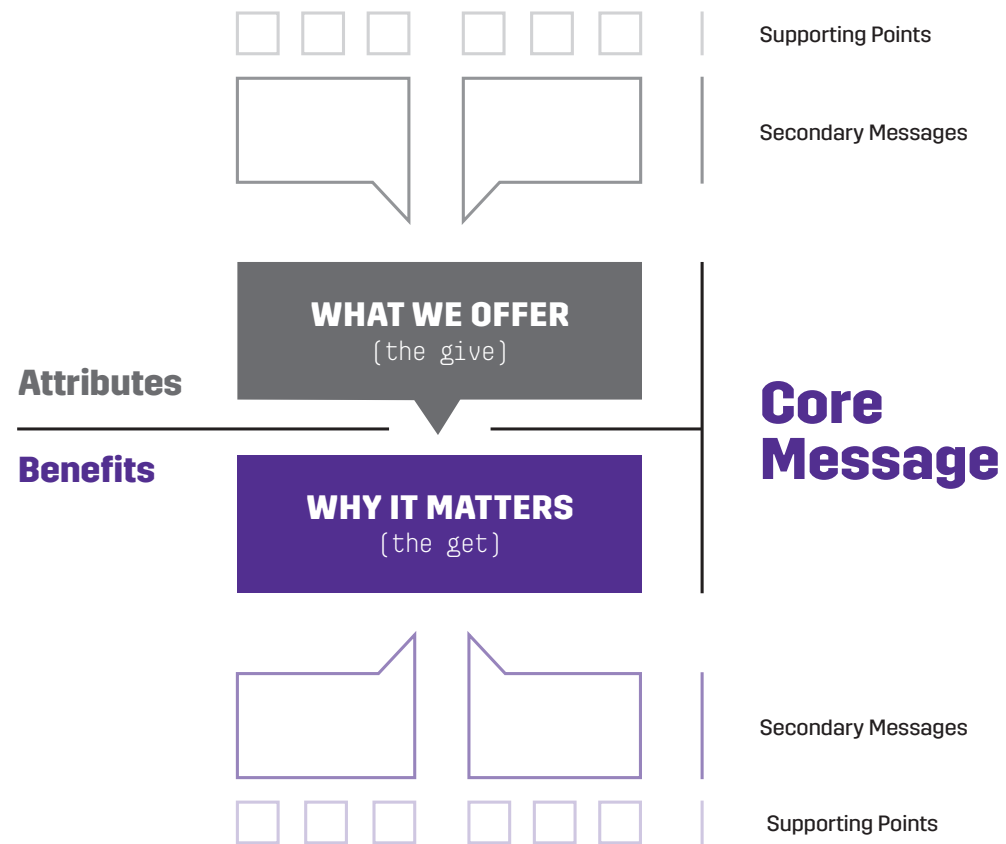 Supporting Points
Secondary Messages
WHAT WE OFFER
(the give)
Attributes
Core
Message
Benefits
WHY IT MATTERS
(the get)
Secondary Messages
Supporting Points